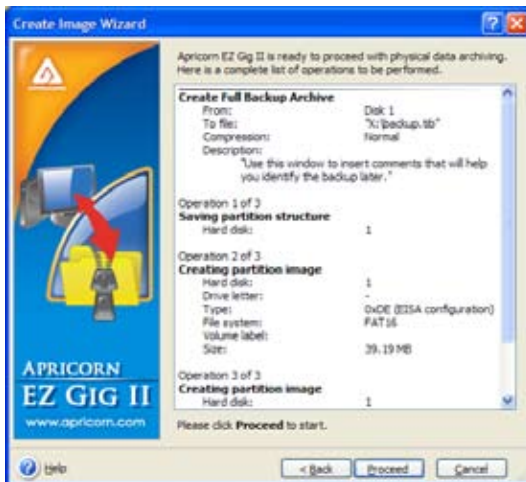 Create Image Wizard
Apricorn EZ Gig II is ready to proceed with physical data archiving.
Here is a complete list of operations to be performed.
Create Full Backup Archive
From: Disk 1
To file: "X:\backup.tib"
Compression: Normal
Description:
"Use this window to insert comments that will help
you identify the backup later."
Operation 1 of 3
Saving partition structure
Hard disk: 1
Operation 2 of 3
Creating partition image
Hard disk: 1
Drive letter: -
Type: 0xDE (EISA configuration)
File system: FAT16
Volume label:
Size: 39.19 MB
Operation 3 of 3
Creating partition image
Hard disk: 1
Please click Proceed to start.
APRICORN
EZ GIG II
www.apricorn.com
Help
< Back
Proceed
Cancel